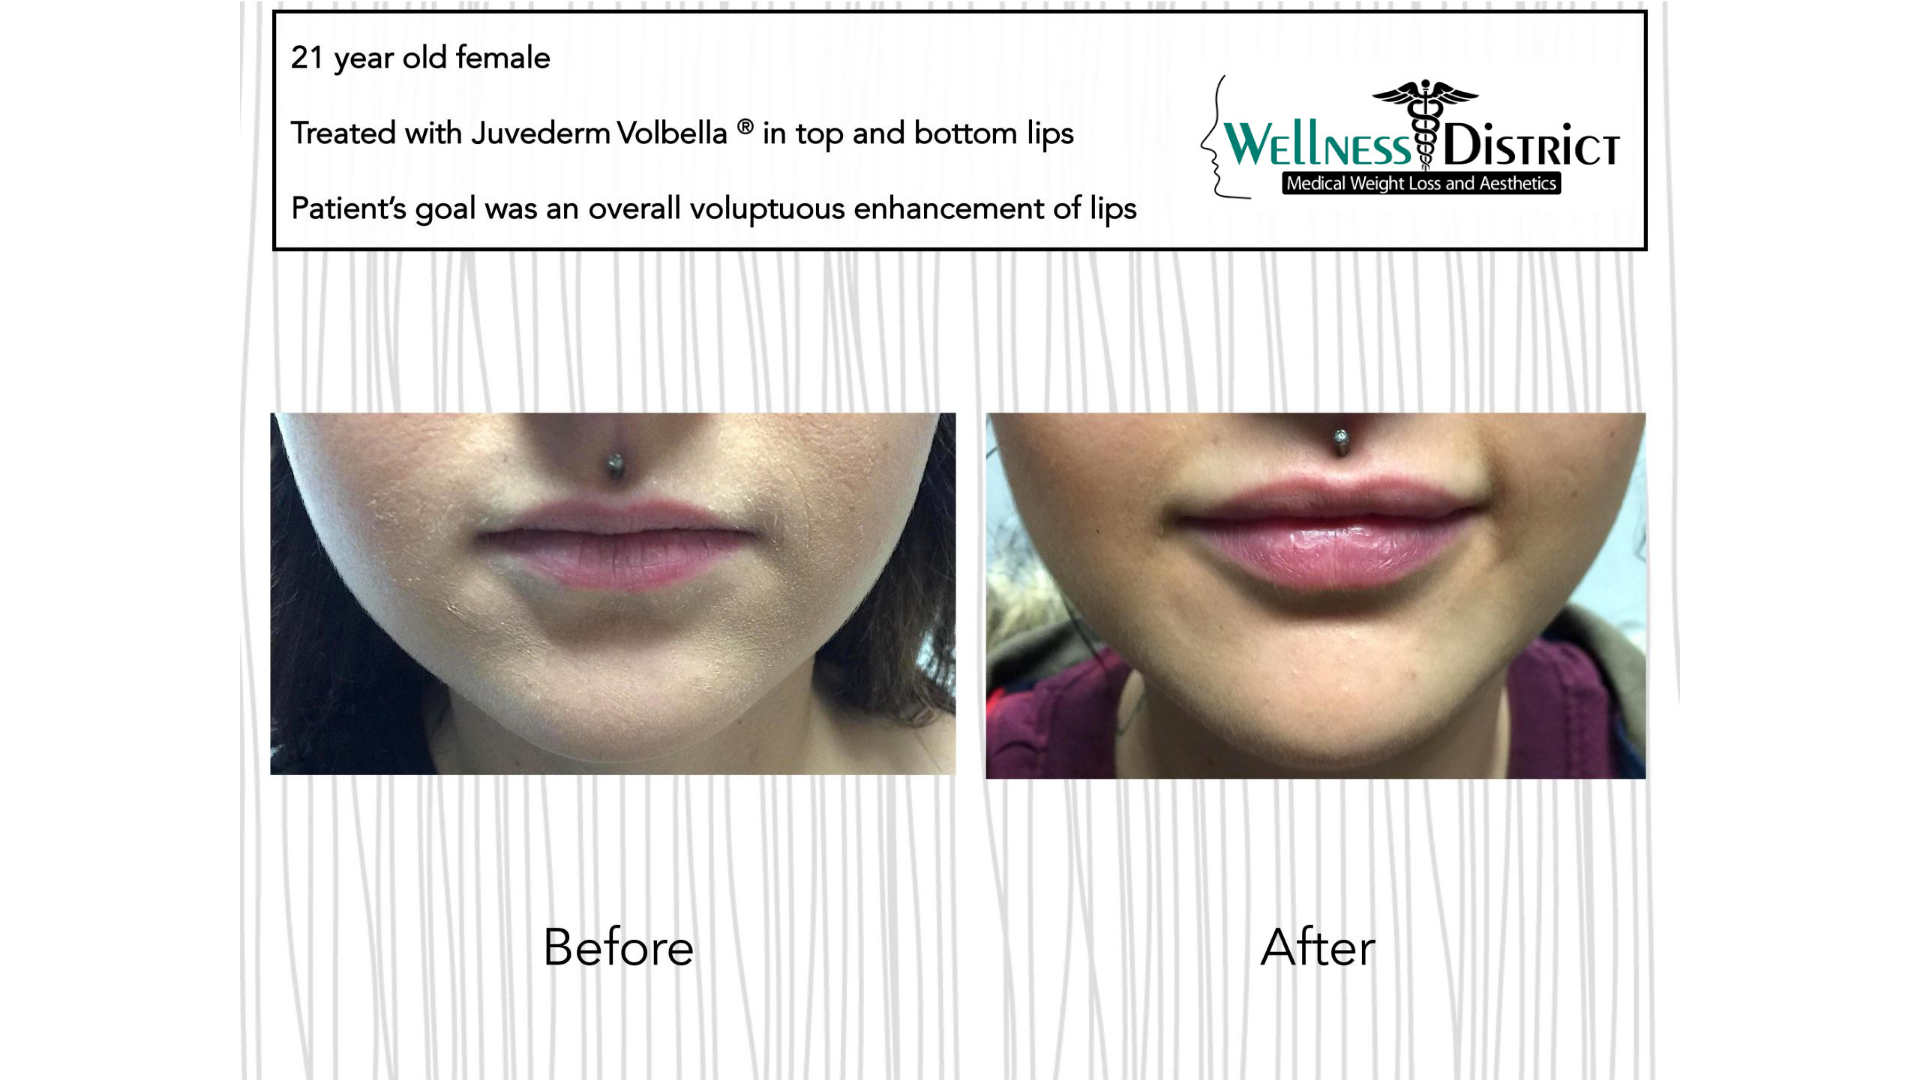 21 year old female
Treated with Juvederm Volbella ® in top and bottom lips
Patient’s goal was an overall voluptuous enhancement of lips
WELLNESS DISTRICT
Medical Weight Loss and Aesthetics
Before
After